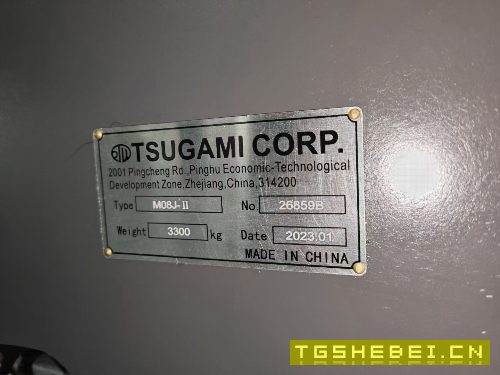 TSUGAMI CORP.
2001 Pingcheng Rd.,Pinghu Economic-Technological
Development Zone,Zhejiang,China,314200
Type M08J-II No. 26859B
Weight 3300 kg Date 2023.01
MADE IN CHINA
TGSHEBEI.CN